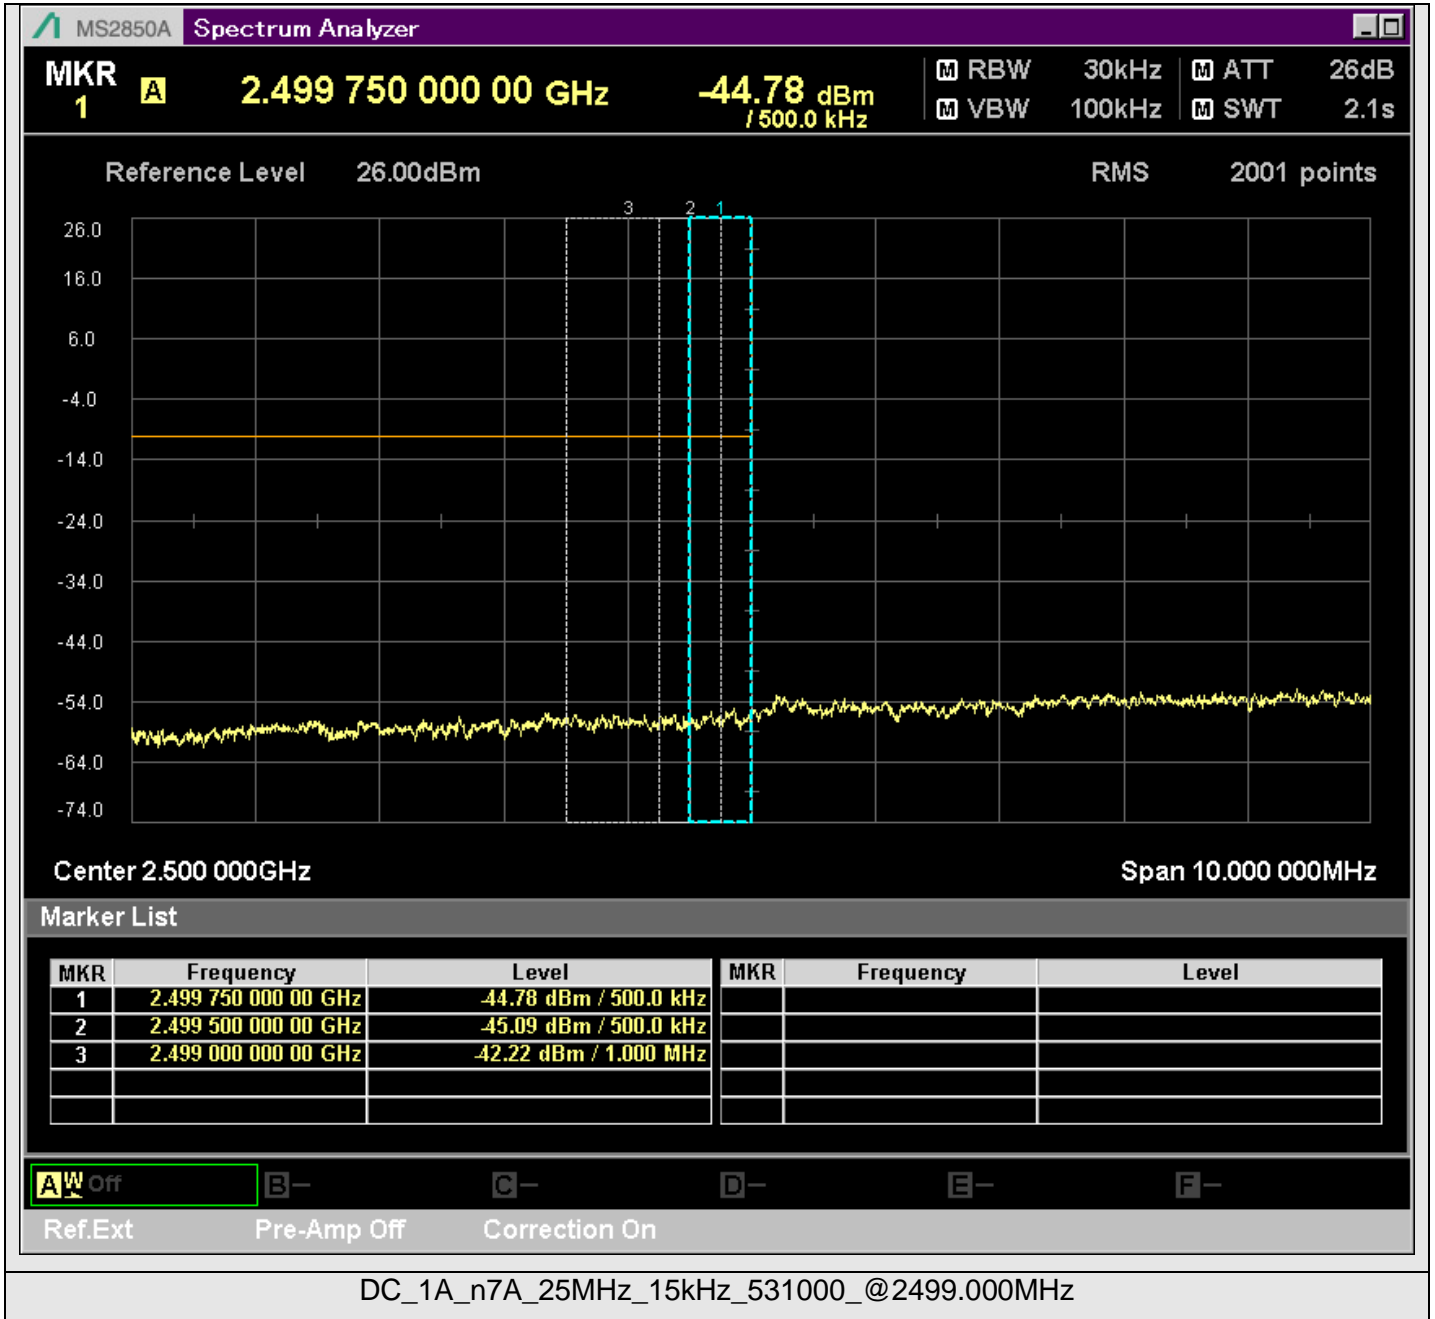 MS2850A Spectrum Analyzer
MKR 1 A 2.499 750 000 00 GHz -44.78 dBm / 500.0 kHz
M RBW 30kHz M ATT 26dB
M VBW 100kHz M SWT 2.1s
Reference Level 26.00dBm RMS 2001 points
3 2 1
26.0
16.0
6.0
-4.0
-14.0
-24.0
-34.0
-44.0
-54.0
-64.0
-74.0
Center 2.500 000GHz Span 10.000 000MHz
Marker List
MKR Frequency Level MKR Frequency Level
1 2.499 750 000 00 GHz -44.78 dBm / 500.0 kHz
2 2.499 500 000 00 GHz -45.09 dBm / 500.0 kHz
3 2.499 000 000 00 GHz -42.22 dBm / 1.000 MHz
A W Off B − C − D − E − F −
Ref.Ext Pre-Amp Off Correction On
DC_1A_n7A_25MHz_15kHz_531000_@2499.000MHz